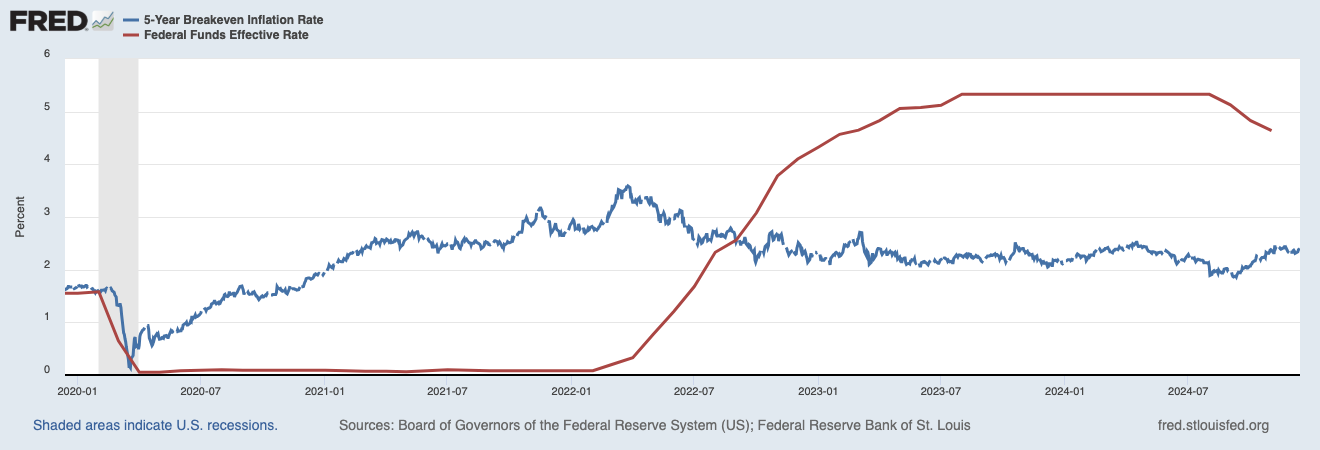 FRED
5-Year Breakeven Inflation Rate
Federal Funds Effective Rate
6
5
4
3
2
1
0
Percent
2020-01 2020-07 2021-01 2021-07 2022-01 2022-07 2023-01 2023-07 2024-01 2024-07
Shaded areas indicate U.S. recessions. Sources: Board of Governors of the Federal Reserve System (US); Federal Reserve Bank of St. Louis fred.stlouisfed.org